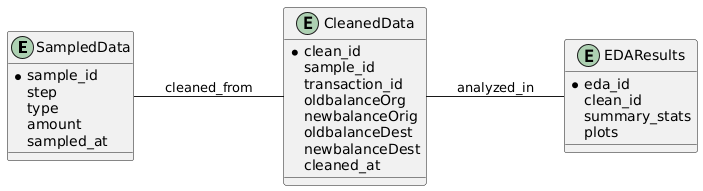 E SampledData
* sample_id
step
type
amount
sampled_at
cleaned_from
E CleanedData
* clean_id
sample_id
transaction_id
oldbalanceOrg
newbalanceOrig
oldbalanceDest
newbalanceDest
cleaned_at
analyzed_in
E EDAResults
* eda_id
clean_id
summary_stats
plots